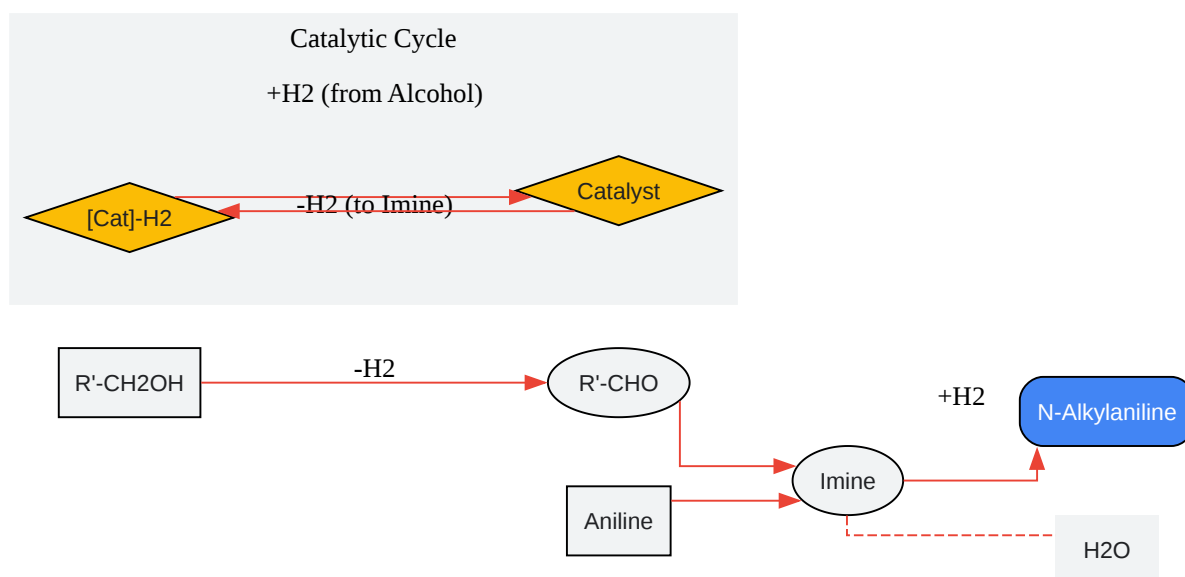 Catalytic Cycle
+H2 (from Alcohol)
Catalyst
-H2 (to Imine)
[Cat]-H2
R'-CH2OH
-H2
R'-CHO
+H2
N-Alkylaniline
Imine
Aniline
H2O